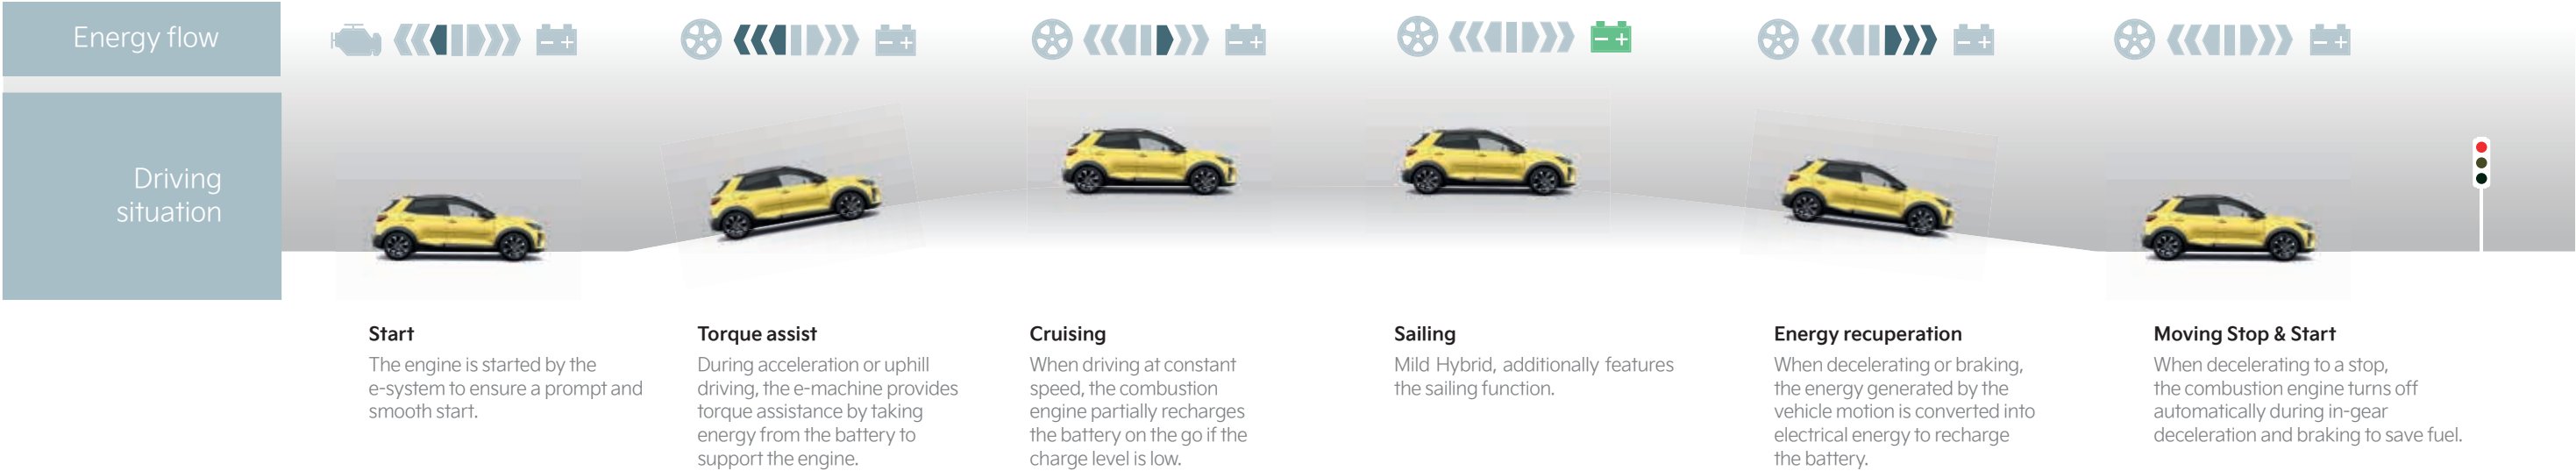 Energy flow
Driving
situation
Start
The engine is started by the
e-system to ensure a prompt and
smooth start.
Torque assist
During acceleration or uphill
driving, the e-machine provides
torque assistance by taking
energy from the battery to
support the engine.
Cruising
When driving at constant
speed, the combustion
engine partially recharges
the battery on the go if the
charge level is low.
Sailing
Mild Hybrid, additionally features
the sailing function.
Energy recuperation
When decelerating or braking,
the energy generated by the
vehicle motion is converted into
electrical energy to recharge
the battery.
Moving Stop & Start
When decelerating to a stop,
the combustion engine turns off
automatically during in-gear
deceleration and braking to save fuel.